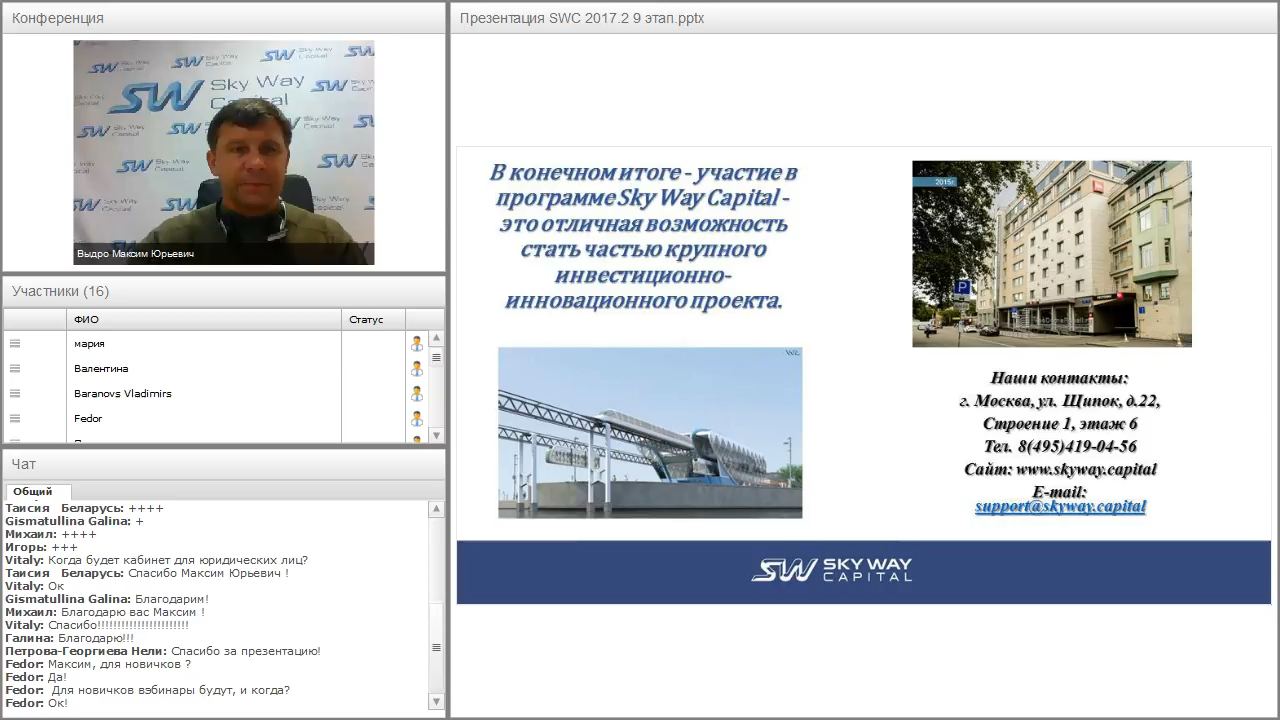 Конференция
Sky Way
Capital
Выдро Максим Юрьевич
Участники (16)
ФИО
Статус
мария
Валентина
Baranovs Vladimirs
Fedor
Чат
Общий
Таисия Беларусь: ++++
Gismatullina Galina: +
Михаил: ++++
Игорь: +++
Vitaly: Когда будет кабинет для юридических лиц?
Таисия Беларусь: Спасибо Максим Юрьевич !
Vitaly: Ок
Gismatullina Galina: Благодарим!
Михаил: Благодарю вас Максим !
Vitaly: Спасибо!!!!!!!!!!!!!!!!!!!!!!!
Галина: Благодарю!!!
Петрова-Георгиева Нели: Спасибо за презентацию!
Fedor: Максим, для новичков ?
Fedor: Да!
Fedor: Для новичков вэбинары будут, и когда?
Fedor: Ок!
Презентация SWC 2017.2 9 этап.pptx
В конечном итоге - участие в
программе Sky Way Capital -
это отличная возможность
стать частью крупного
инвестиционно-
инновационного проекта.
2015г
P
Наши контакты:
г. Москва, ул. Щипок, д.22,
Строение 1, этаж 6
Тел. 8(495)419-04-56
Сайт: www.skyway.capital
E-mail:
support@skyway.capital
SW SKY WAY
CAPITAL